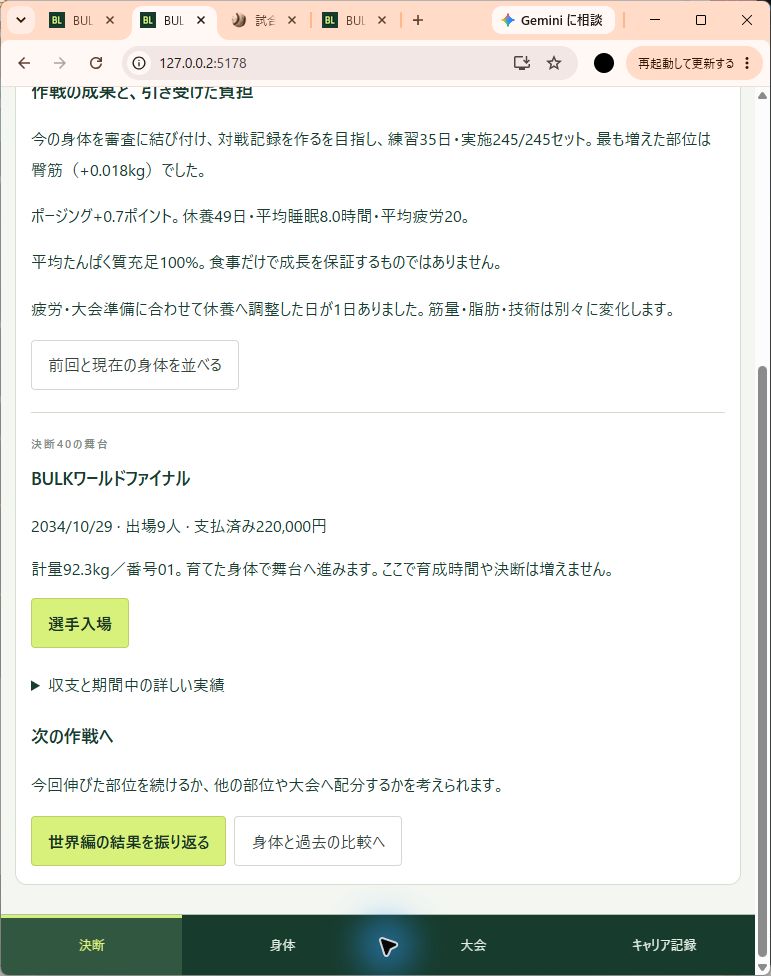 BUL
BUL
試合
BUL
Gemini に相談
127.0.0.2:5178
再起動して更新する
作戦の成果と、引き受けた負担
今の身体を審査に結び付け、対戦記録を作るを目指し、練習35日・実施245/245セット。最も増えた部位は
臀筋（+0.018kg）でした。
ポージング+0.7ポイント。休養49日・平均睡眠8.0時間・平均疲労20。
平均たんぱく質充足100%。食事だけで成長を保証するものではありません。
疲労・大会準備に合わせて休養へ調整した日が1日ありました。筋量・脂肪・技術は別々に変化します。
前回と現在の身体を並べる
決断40の舞台
BULKワールドファイナル
2034/10/29 · 出場9人 · 支払済み220,000円
計量92.3kg／番号01。育てた身体で舞台へ進みます。ここで育成時間や決断は増えません。
選手入場
▶ 収支と期間中の詳しい実績
次の作戦へ
今回伸びた部位を続けるか、他の部位や大会へ配分するかを考えられます。
世界編の結果を振り返る
身体と過去の比較へ
決断
身体
大会
キャリア記録